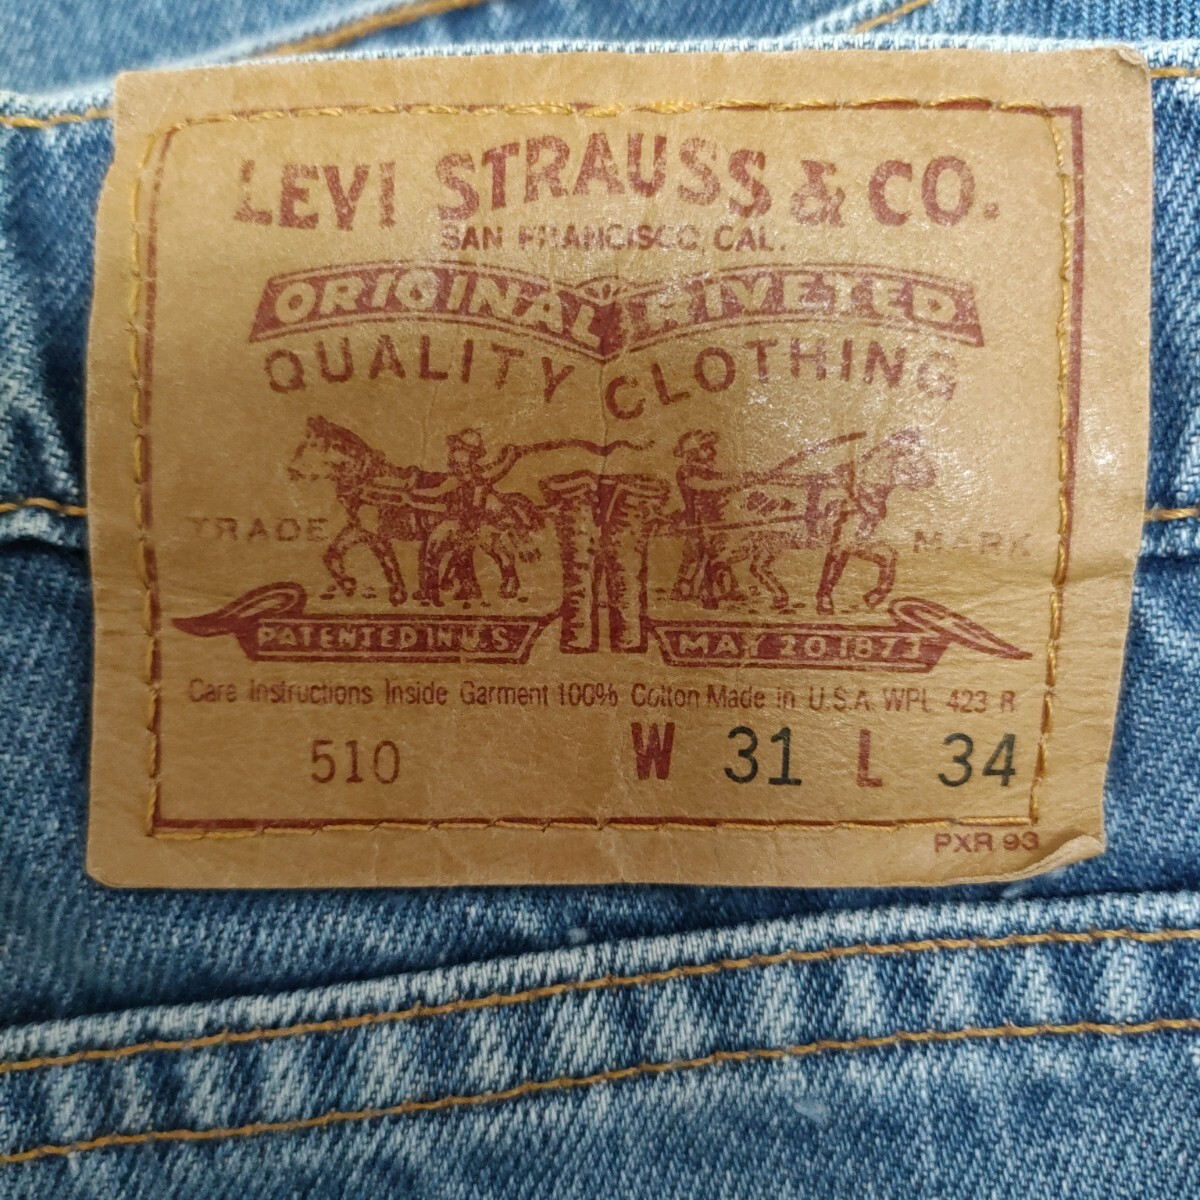 LEVI STRAUSS & CO.
SAN FRANCISCO, CAL.
ORIGINAL RIVETED
QUALITY CLOTHING
TRADE MARK
PATENTED IN U.S. MAY 20 1873
Care Instructions Inside Garment 100% Cotton Made in U.S.A. WPL 423 R
510 W 31 L 34
PXR 93